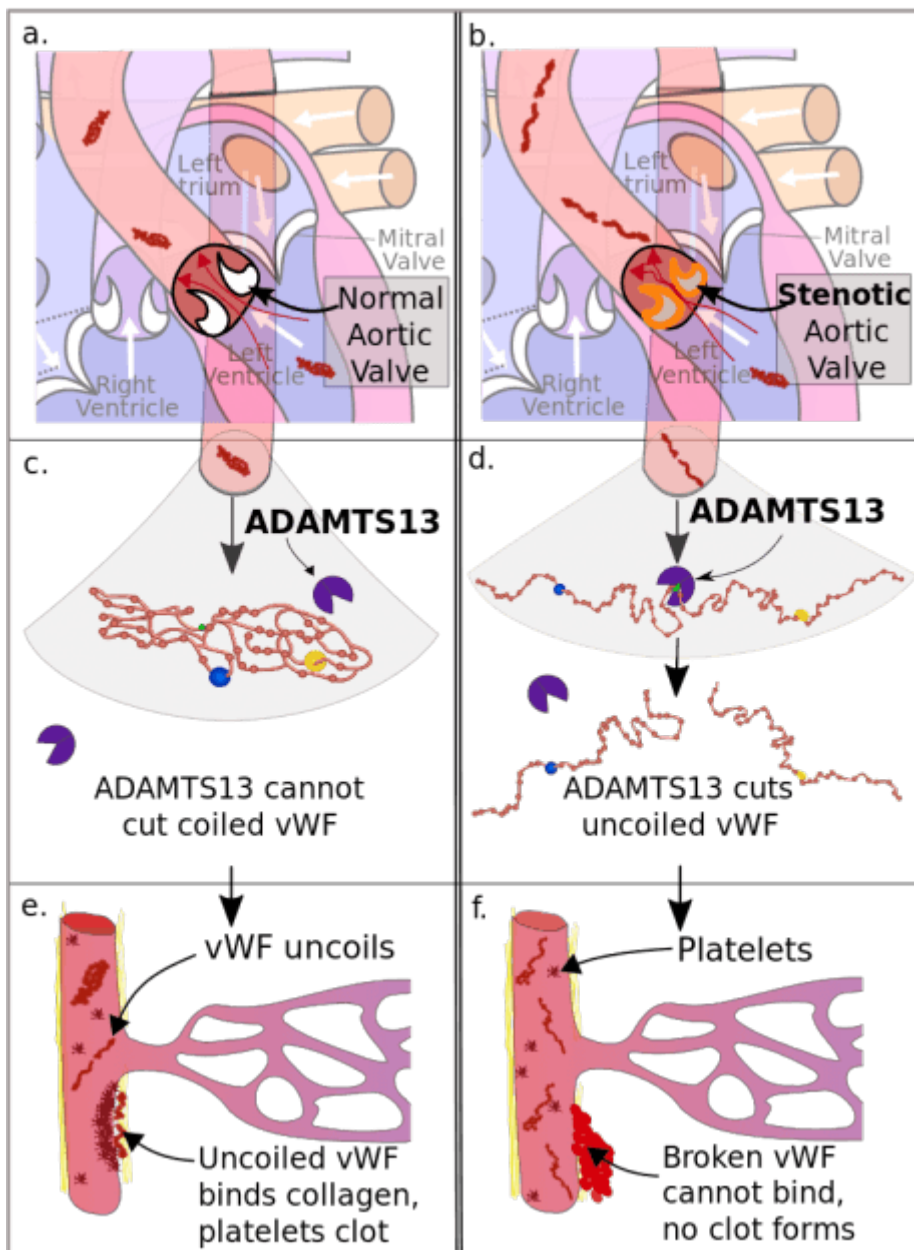 a.
Left
trium
Mitral
Valve
Normal
Aortic
Valve
Left
Ventricle
Right
Ventricle
b.
Left
trium
Mitral
Valve
Stenotic
Aortic
Valve
Left
Ventricle
Right
Ventricle
c.
ADAMTS13
ADAMTS13 cannot
cut coiled vWF
d.
ADAMTS13
ADAMTS13 cuts
uncoiled vWF
e.
vWF uncoils
Uncoiled vWF
binds collagen,
platelets clot
f.
Platelets
Broken vWF
cannot bind,
no clot forms